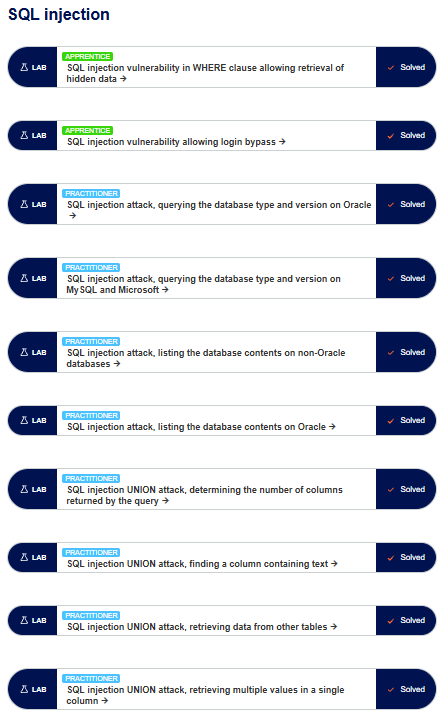 SQL injection
APPRENTICE
LAB
SQL injection vulnerability in WHERE clause allowing retrieval of
hidden data →
Solved
APPRENTICE
LAB
SQL injection vulnerability allowing login bypass →
Solved
PRACTITIONER
LAB
SQL injection attack, querying the database type and version on Oracle
→
Solved
PRACTITIONER
LAB
SQL injection attack, querying the database type and version on
MySQL and Microsoft →
Solved
PRACTITIONER
LAB
SQL injection attack, listing the database contents on non-Oracle
databases →
Solved
PRACTITIONER
LAB
SQL injection attack, listing the database contents on Oracle →
Solved
PRACTITIONER
LAB
SQL injection UNION attack, determining the number of columns
returned by the query →
Solved
PRACTITIONER
LAB
SQL injection UNION attack, finding a column containing text →
Solved
PRACTITIONER
LAB
SQL injection UNION attack, retrieving data from other tables →
Solved
PRACTITIONER
LAB
SQL injection UNION attack, retrieving multiple values in a single
column →
Solved